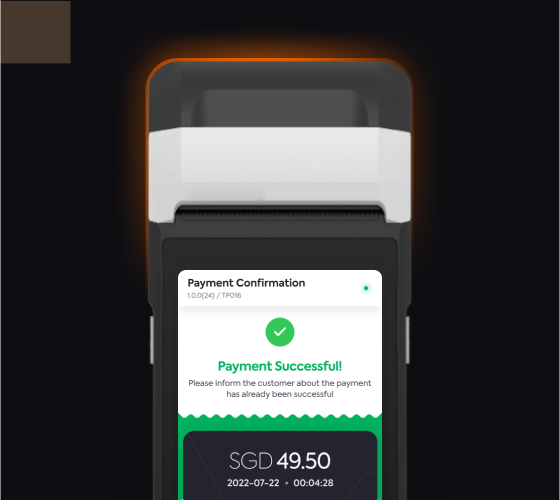 Payment Confirmation
1.0.0(24) / TP016
Payment Successful!
Please inform the customer about the payment
has already been successful
SGD 49.50
2022-07-22 • 00:04:28